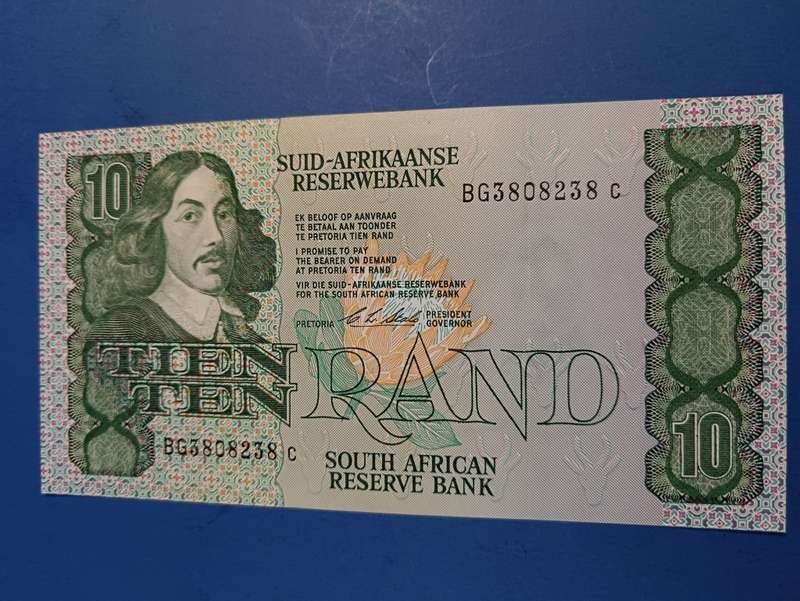 10
SUID-AFRIKAANSE
RESERWEBANK
BG3808238 C
EK BELOOF OP AANVRAAG
TE BETAAL AAN TOONDER
TE PRETORIA TIEN RAND
I PROMISE TO PAY
THE BEARER ON DEMAND
AT PRETORIA TEN RAND
VIR DIE SUID-AFRIKAANSE RESERWEBANK
FOR THE SOUTH AFRICAN RESERVE BANK
PRETORIA
PRESIDENT
GOVERNOR
TIEN
TEN
RAND
10
BG3808238 C
SOUTH AFRICAN
RESERVE BANK